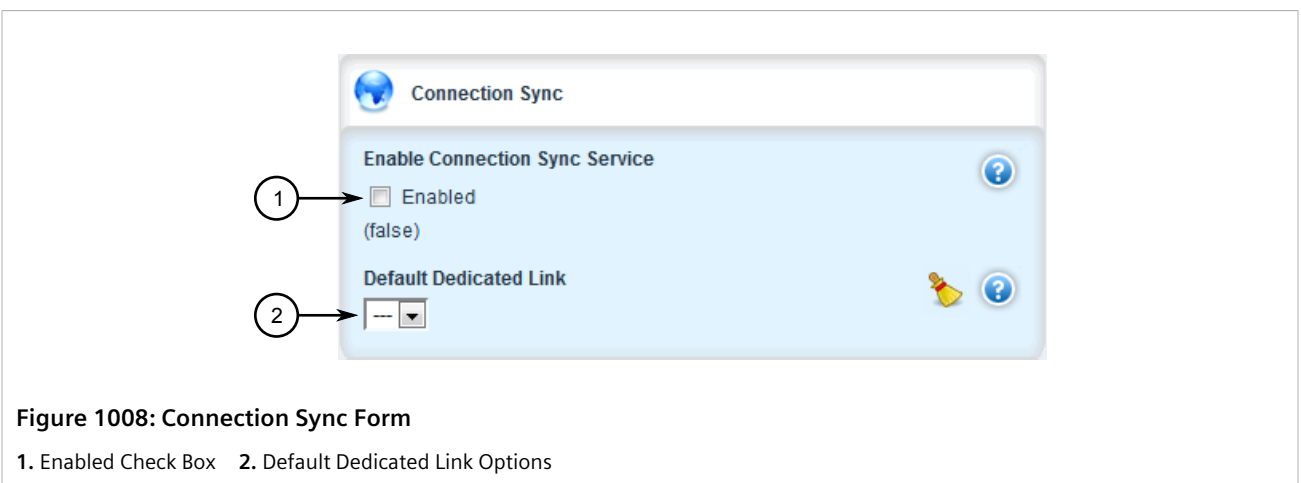 Connection Sync
Enable Connection Sync Service
1
Enabled
(false)
Default Dedicated Link
2
---
Figure 1008: Connection Sync Form
1. Enabled Check Box 2. Default Dedicated Link Options